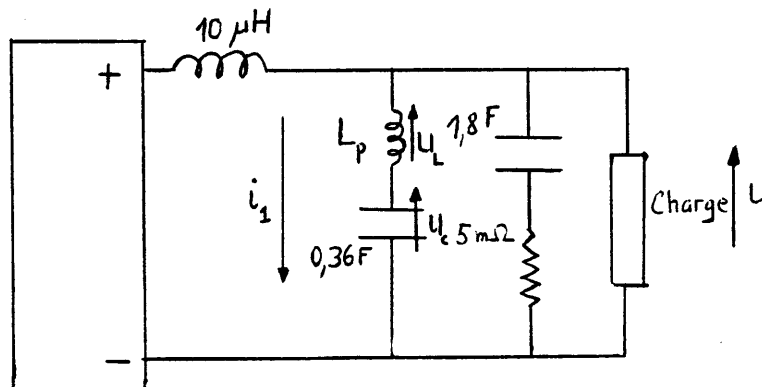 10 μH
+
L_p
U_L
1,8 F
i_1
U_c
5 mΩ
Charge
0,36 F
-